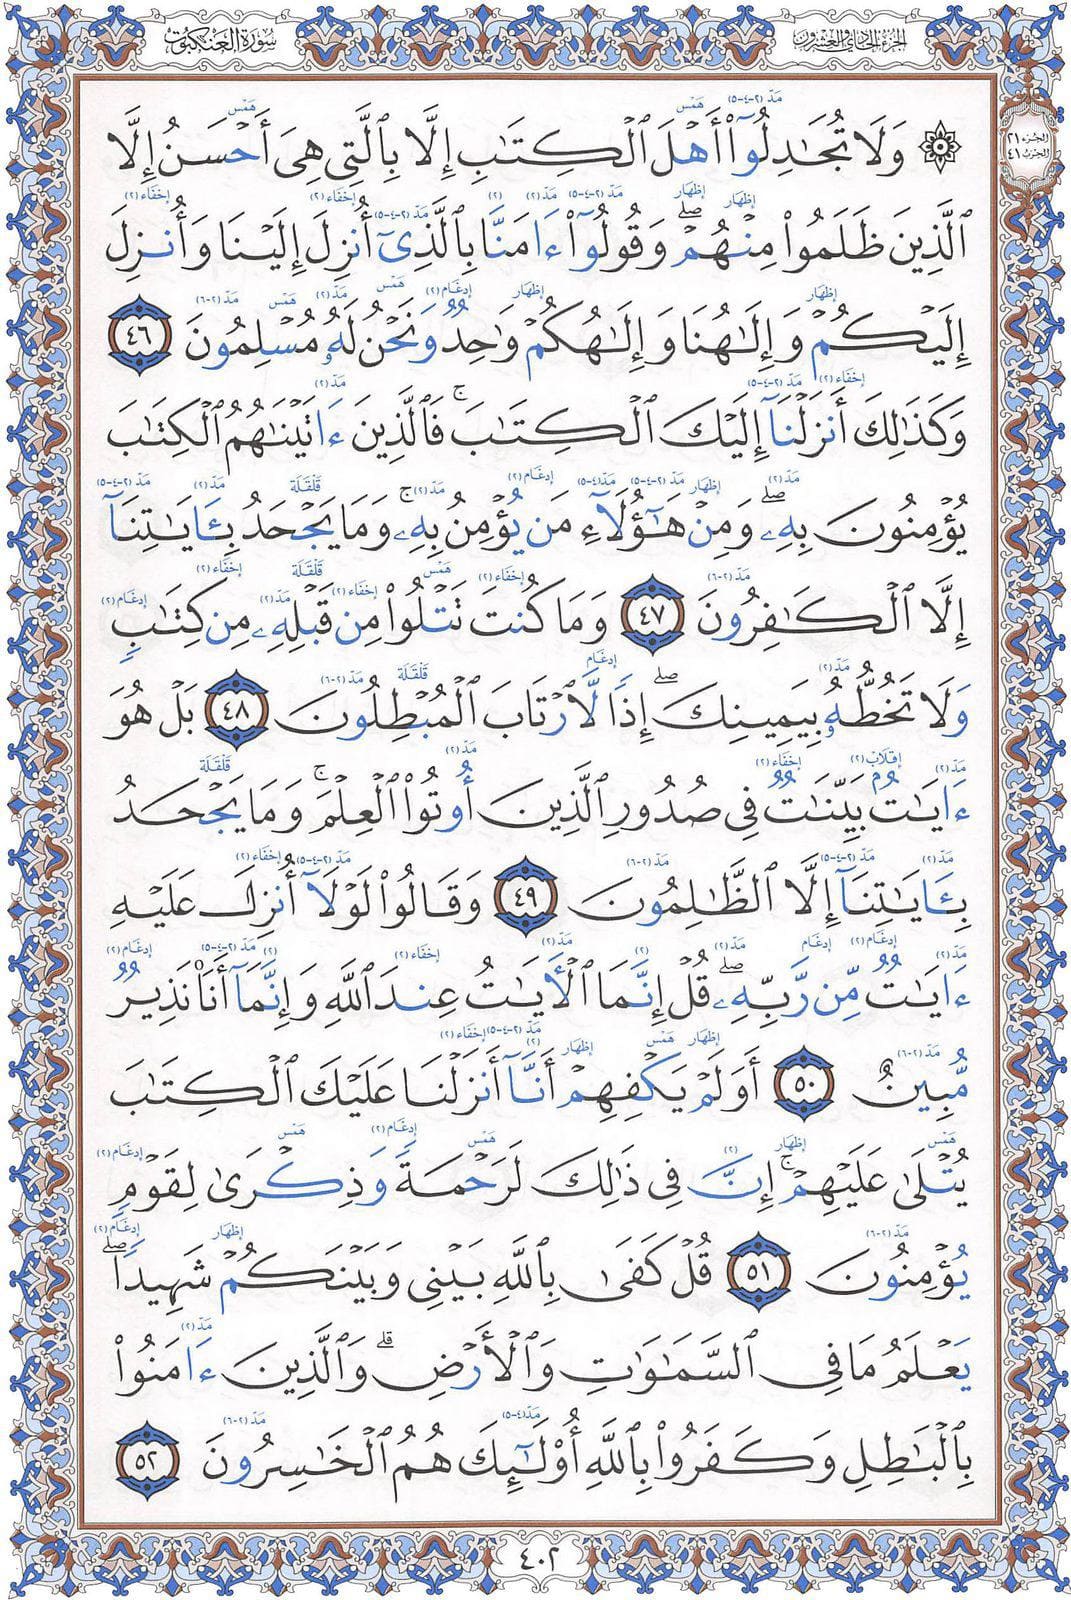 سورة العنكبوت
الجزء الحادي والعشرون
الجزء ٢١
الحزب ٤١
۞ وَلَا تُجَٰدِلُوٓا۟ أَهْلَ ٱلْكِتَٰبِ إِلَّا بِٱلَّتِى هِىَ أَحْسَنُ إِلَّا
ٱلَّذِينَ ظَلَمُوا۟ مِنْهُمْ ۖ وَقُولُوٓا۟ ءَامَنَّا بِٱلَّذِىٓ أُنزِلَ إِلَيْنَا وَأُنزِلَ
إِلَيْكُمْ وَإِلَٰهُنَا وَإِلَٰهُكُمْ وَٰحِدٌ وَنَحْنُ لَهُۥ مُسْلِمُونَ ٤٦
وَكَذَٰلِكَ أَنزَلْنَآ إِلَيْكَ ٱلْكِتَٰبَ ۚ فَٱلَّذِينَ ءَاتَيْنَٰهُمُ ٱلْكِتَٰبَ
يُؤْمِنُونَ بِهِۦ ۖ وَمِنْ هَٰٓؤُلَآءِ مَن يُؤْمِنُ بِهِۦ ۚ وَمَا يَجْحَدُ بِـَٔايَٰتِنَآ
إِلَّا ٱلْكَٰفِرُونَ ٤٧ وَمَا كُنتَ تَتْلُوا۟ مِن قَبْلِهِۦ مِن كِتَٰبٍ
وَلَا تَخُطُّهُۥ بِيَمِينِكَ ۖ إِذًا لَّٱرْتَابَ ٱلْمُبْطِلُونَ ٤٨ بَلْ هُوَ
ءَايَٰتٌۢ بَيِّنَٰتٌ فِى صُدُورِ ٱلَّذِينَ أُوتُوا۟ ٱلْعِلْمَ ۚ وَمَا يَجْحَدُ
بِـَٔايَٰتِنَآ إِلَّا ٱلظَّٰلِمُونَ ٤٩ وَقَالُوا۟ لَوْلَآ أُنزِلَ عَلَيْهِ
ءَايَٰتٌ مِّن رَّبِّهِۦ ۖ قُلْ إِنَّمَا ٱلْأَيَٰتُ عِندَ ٱللَّهِ وَإِنَّمَآ أَنَا۠ نَذِيرٌ
مُّبِينٌ ٥٠ أَوَلَمْ يَكْفِهِمْ أَنَّآ أَنزَلْنَا عَلَيْكَ ٱلْكِتَٰبَ
يُتْلَىٰ عَلَيْهِمْ ۚ إِنَّ فِى ذَٰلِكَ لَرَحْمَةً وَذِكْرَىٰ لِقَوْمٍ
يُؤْمِنُونَ ٥١ قُلْ كَفَىٰ بِٱللَّهِ بَيْنِى وَبَيْنَكُمْ شَهِيدًا ۖ
يَعْلَمُ مَا فِى ٱلسَّمَٰوَٰتِ وَٱلْأَرْضِ ۗ وَٱلَّذِينَ ءَامَنُوا۟
بِٱلْبَٰطِلِ وَكَفَرُوا۟ بِٱللَّهِ أُو۟لَٰٓئِكَ هُمُ ٱلْخَٰسِرُونَ ٥٢
٤٠٢